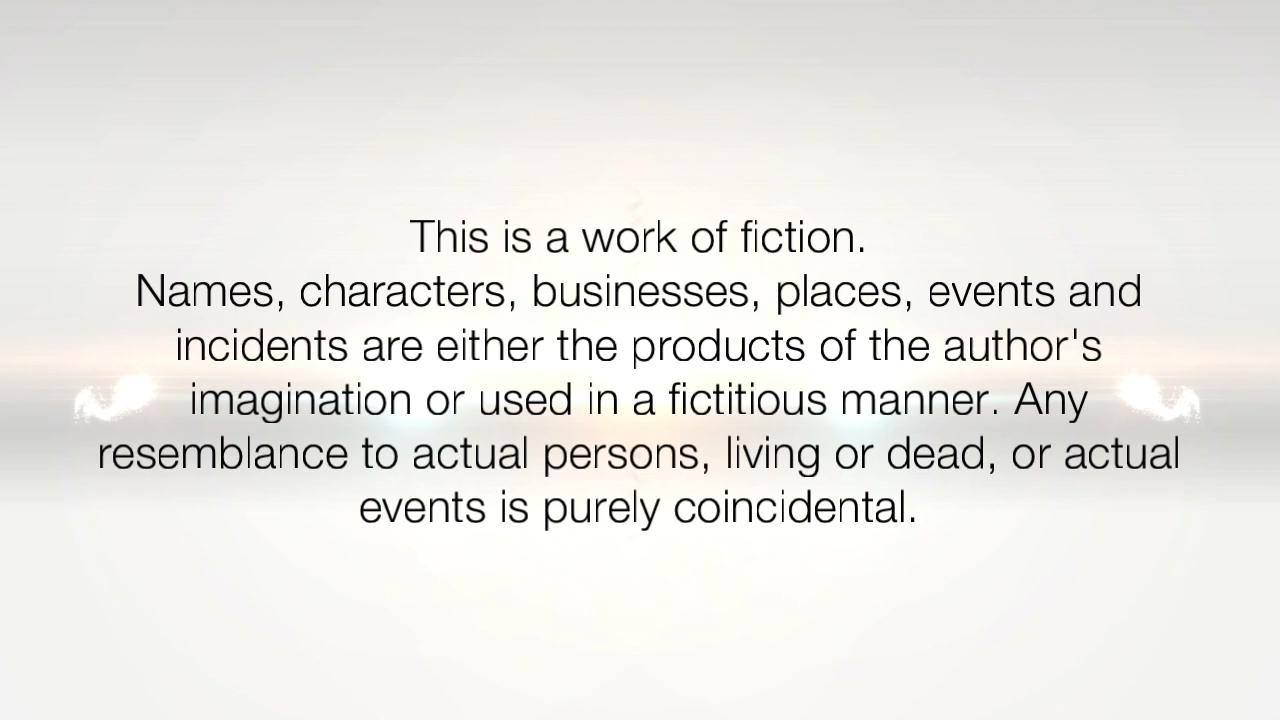 This is a work of fiction.
Names, characters, businesses, places, events and
incidents are either the products of the author's
imagination or used in a fictitious manner. Any
resemblance to actual persons, living or dead, or actual
events is purely coincidental.